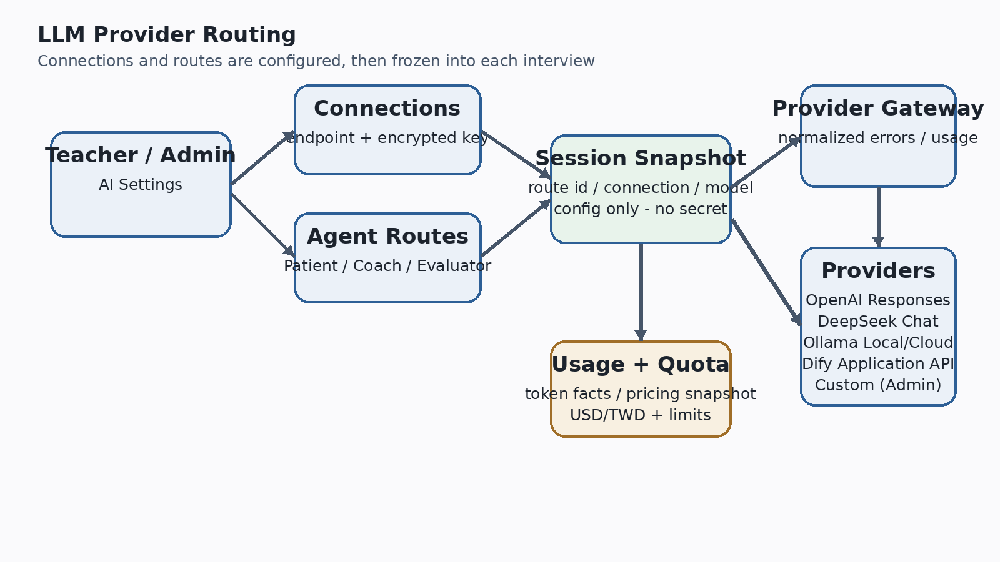 LLM Provider Routing
Connections and routes are configured, then frozen into each interview
Teacher / Admin
AI Settings
Connections
endpoint + encrypted key
Agent Routes
Patient / Coach / Evaluator
Session Snapshot
route id / connection / model
config only - no secret
Usage + Quota
token facts / pricing snapshot
USD/TWD + limits
Provider Gateway
normalized errors / usage
Providers
OpenAI Responses
DeepSeek Chat
Ollama Local/Cloud
Dify Application API
Custom (Admin)